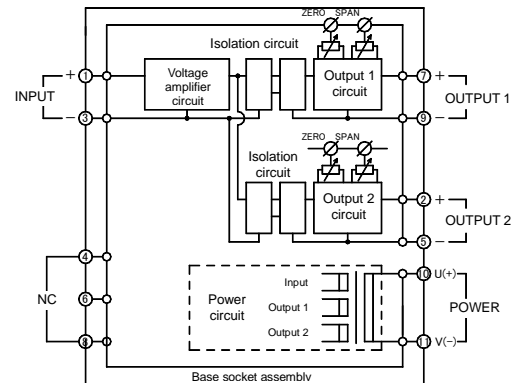 ZERO SPAN
Isolation circuit
+ 1
Voltage
amplifier
circuit
Output 1
circuit
7 +
INPUT
OUTPUT 1
− 3
9 −
ZERO SPAN
Isolation
circuit
Output 2
circuit
2 +
OUTPUT 2
5 −
4
NC
6
8
Power
circuit
Input
Output 1
Output 2
10 U(+)
POWER
11 V(−)
Base socket assembly